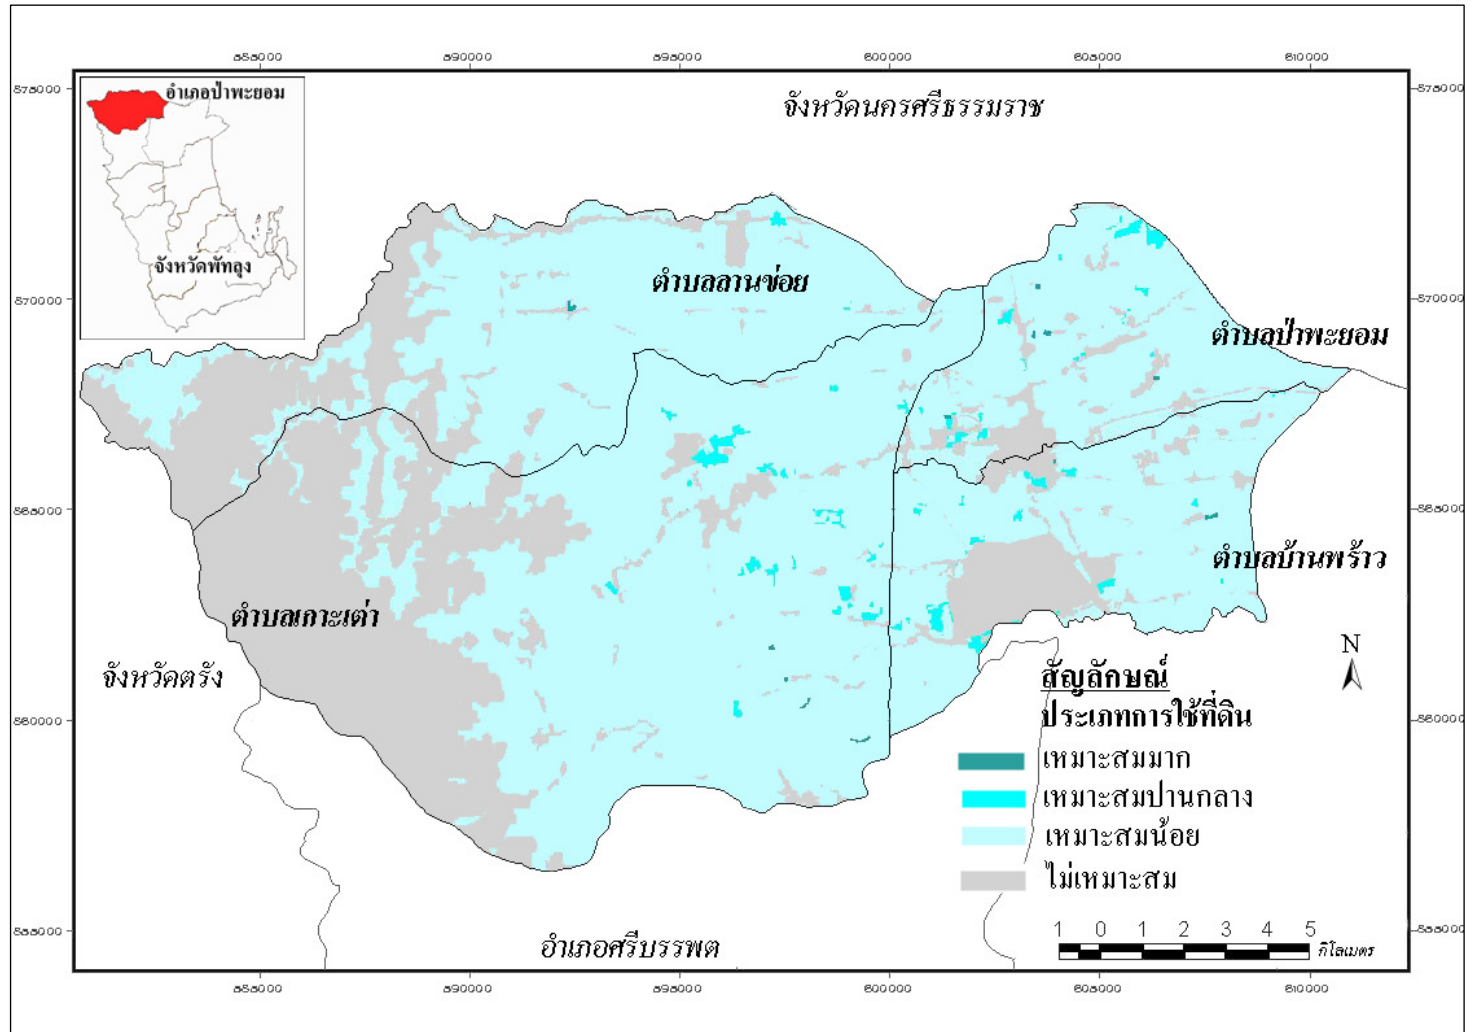 585000 590000 595000 600000 605000 610000
875000
875000
อำเภอป่าพะยอม
จังหวัดนครศรีธรรมราช
จังหวัดพัทลุง
ตำบลลานข่อย
870000
870000
ตำบลป่าพะยอม
865000
865000
ตำบลบ้านพร้าว
ตำบลเกาะเต่า
จังหวัดตรัง
N
สัญลักษณ์
ประเภทการใช้ที่ดิน
860000
860000
เหมาะสมมาก
เหมาะสมปานกลาง
เหมาะสมน้อย
ไม่เหมาะสม
855000
855000
อำเภอศรีบรรพต
1 0 1 2 3 4 5
กิโลเมตร
585000 590000 595000 600000 605000 610000